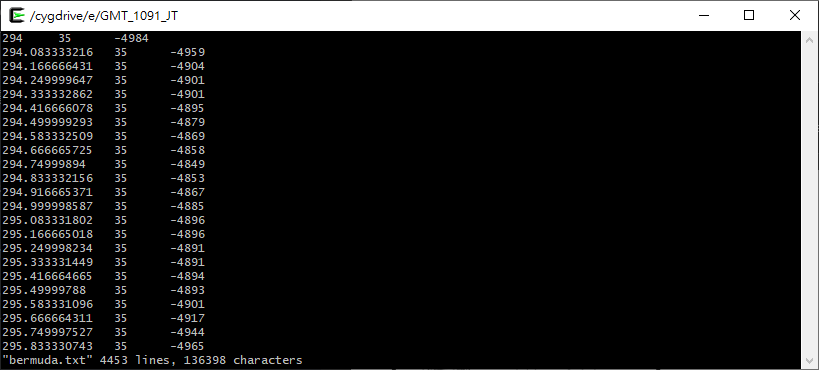 /cygdrive/e/GMT_1091_JT
294 35 -4984
294.083333216 35 -4959
294.166666431 35 -4904
294.249999647 35 -4901
294.333332862 35 -4901
294.416666078 35 -4895
294.499999293 35 -4879
294.583332509 35 -4869
294.666665725 35 -4858
294.74999894 35 -4849
294.833332156 35 -4853
294.916665371 35 -4867
294.999998587 35 -4885
295.083331802 35 -4896
295.166665018 35 -4896
295.249998234 35 -4891
295.333331449 35 -4891
295.416664665 35 -4894
295.49999788 35 -4893
295.583331096 35 -4901
295.666664311 35 -4917
295.749997527 35 -4944
295.833330743 35 -4965
"bermuda.txt" 4453 lines, 136398 characters